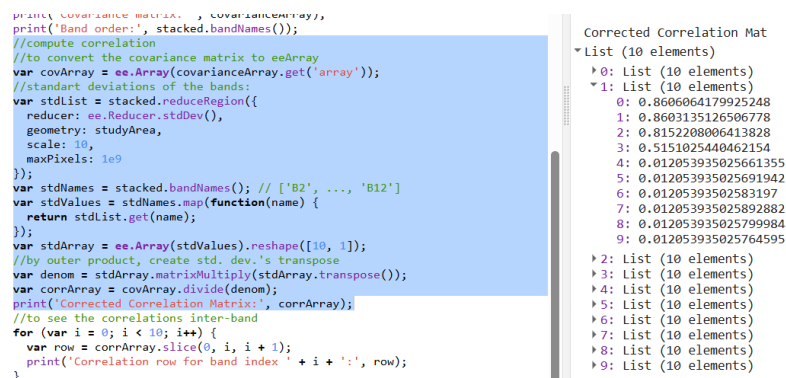 print('Covariance matrix: ', covarianceArray),
print('Band order:', stacked.bandNames());
//compute correlation
//to convert the covariance matrix to eeArray
var covArray = ee.Array(covarianceArray.get('array'));
//standart deviations of the bands:
var stdList = stacked.reduceRegion({
  reducer: ee.Reducer.stdDev(),
  geometry: studyArea,
  scale: 10,
  maxPixels: 1e9
});
var stdNames = stacked.bandNames(); // ['B2', ..., 'B12']
var stdValues = stdNames.map(function(name) {
  return stdList.get(name);
});
var stdArray = ee.Array(stdValues).reshape([10, 1]);
//by outer product, create std. dev.'s transpose
var denom = stdArray.matrixMultiply(stdArray.transpose());
var corrArray = covArray.divide(denom);
print('Corrected Correlation Matrix:', corrArray);
//to see the correlations inter-band
for (var i = 0; i < 10; i++) {
  var row = corrArray.slice(0, i, i + 1);
  print('Correlation row for band index ' + i + ':', row);
}
Corrected Correlation Mat
List (10 elements)
0: List (10 elements)
1: List (10 elements)
0: 0.8606064179925248
1: 0.8603135126506778
2: 0.8152208006413828
3: 0.5151025440462154
4: 0.012053935025661355
5: 0.012053935025691942
6: 0.01205393502583197
7: 0.012053935025892882
8: 0.012053935025799984
9: 0.012053935025764595
2: List (10 elements)
3: List (10 elements)
4: List (10 elements)
5: List (10 elements)
6: List (10 elements)
7: List (10 elements)
8: List (10 elements)
9: List (10 elements)